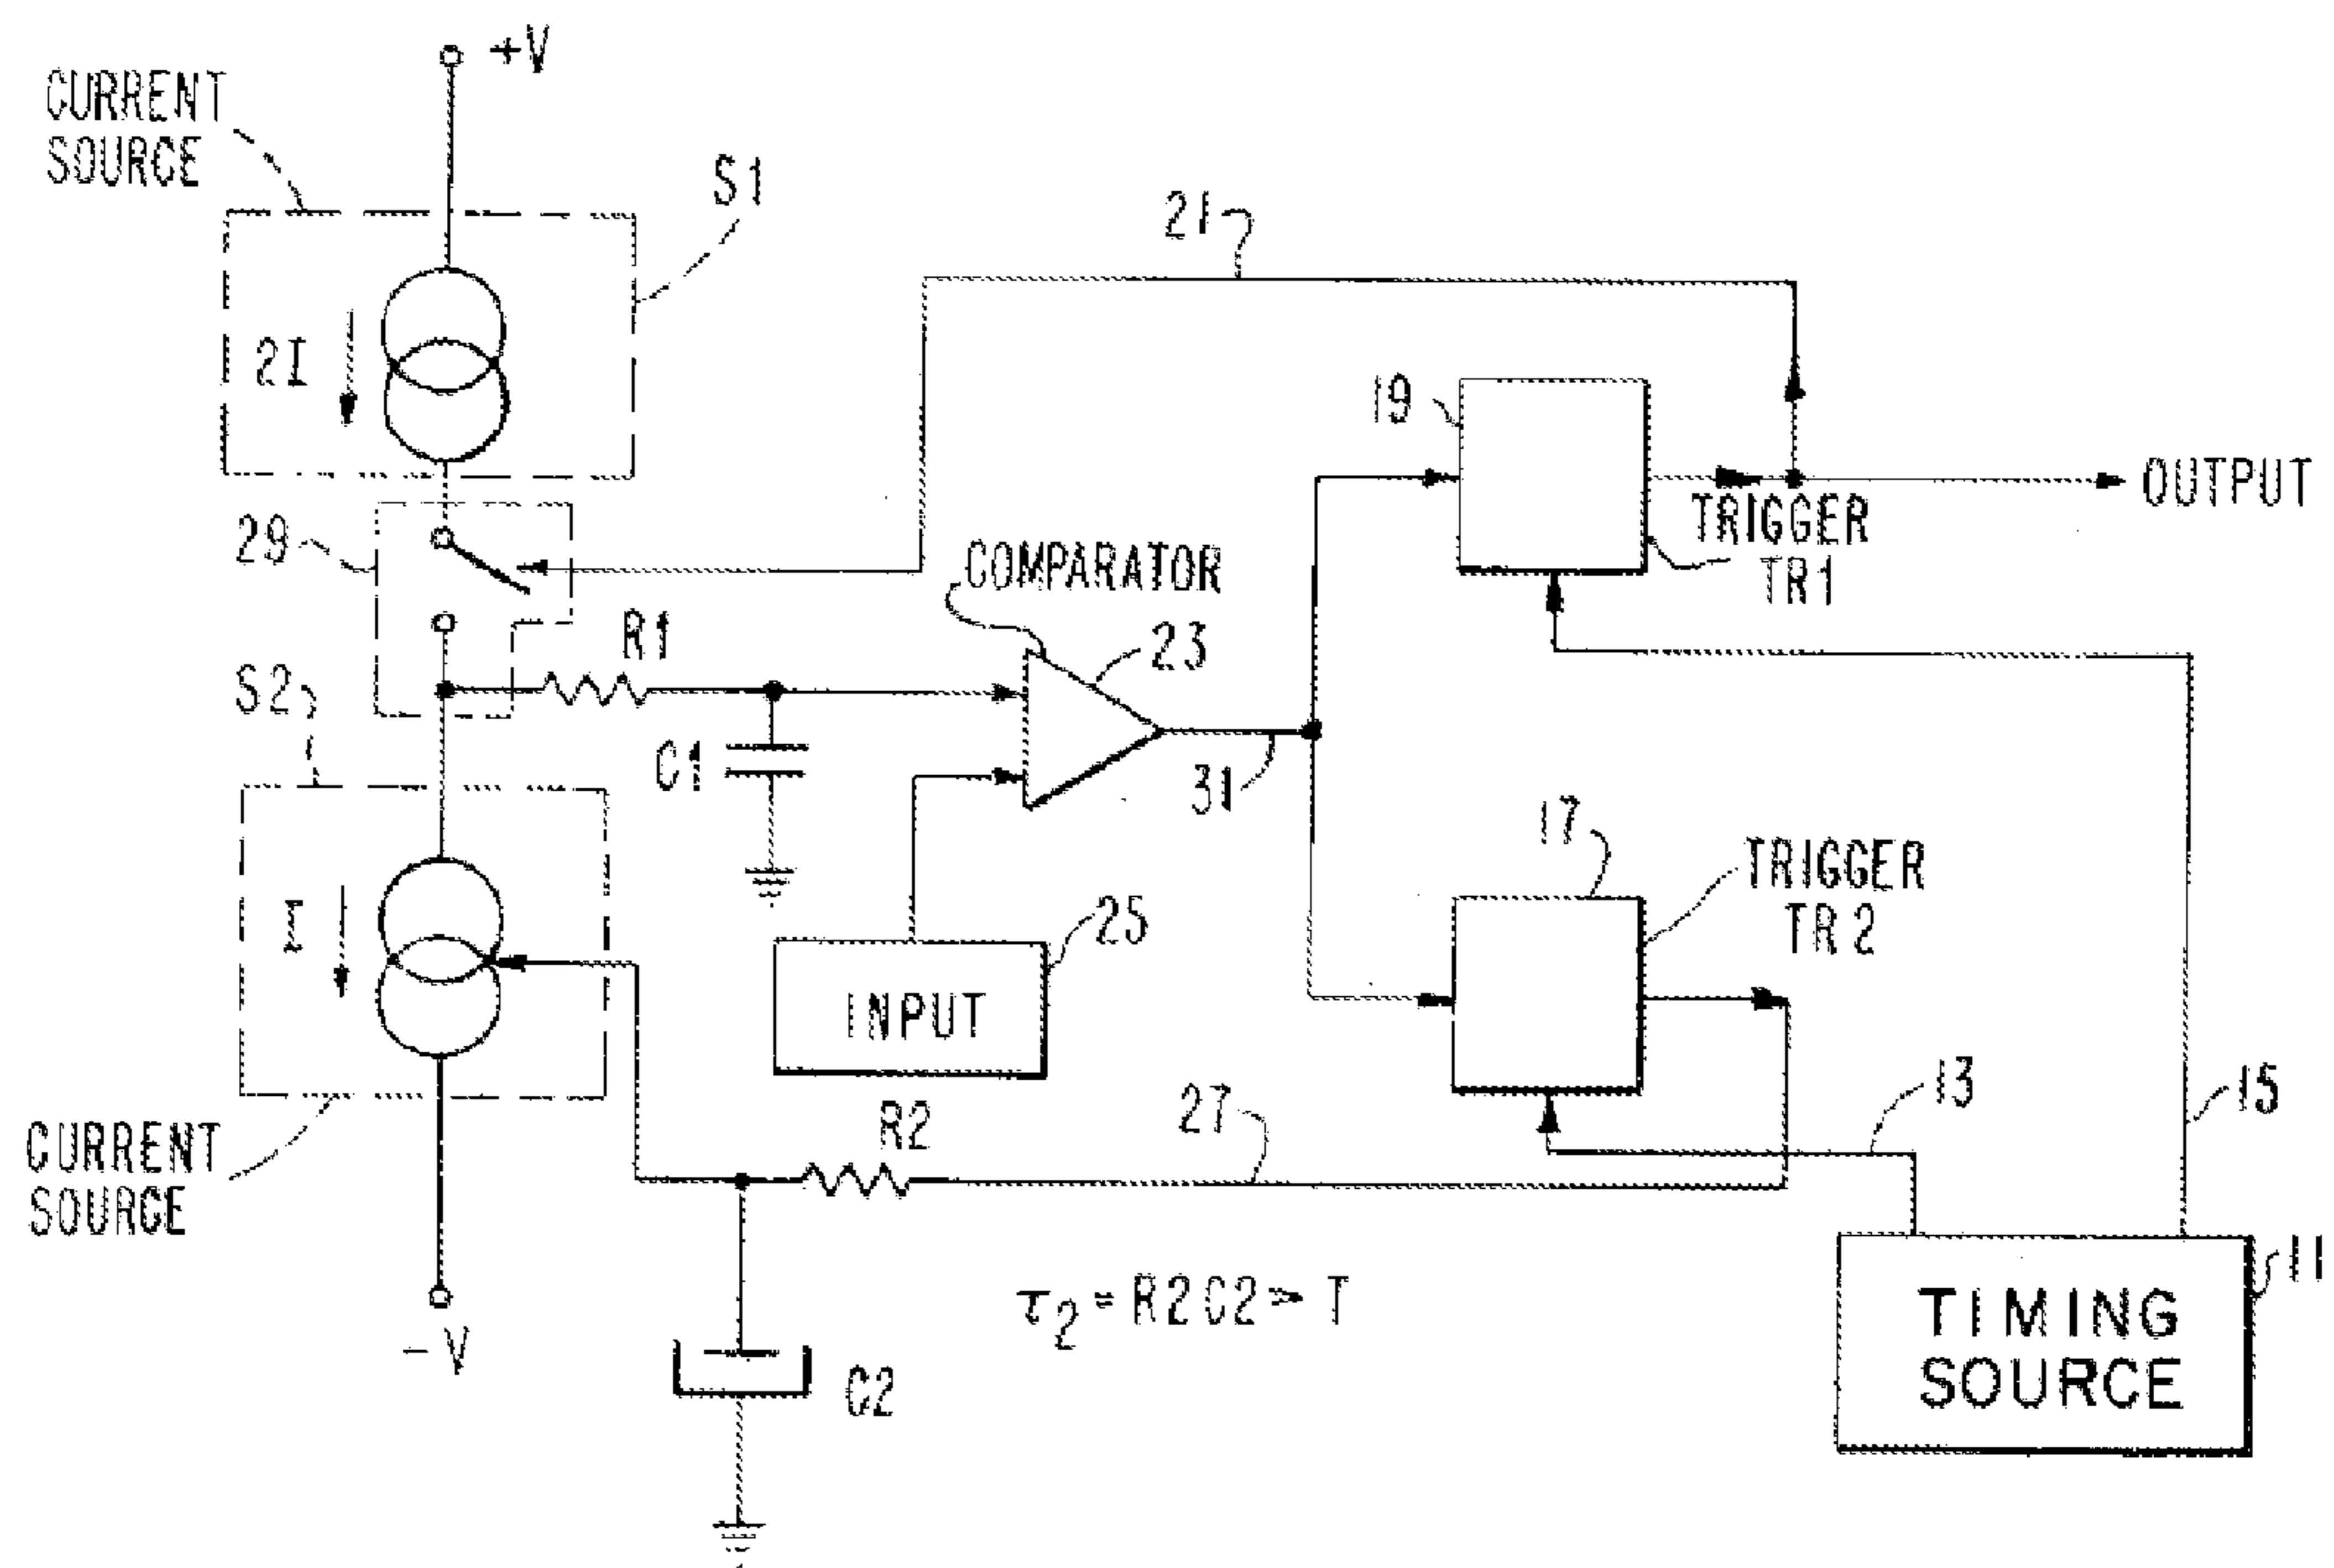 +V
CURRENT
SOURCE
S1
21
2I
19
OUTPUT
TRIGGER
TR1
29
COMPARATOR
R1
23
S2
C1
31
17
TRIGGER
TR2
I
25
INPUT
13
15
R2
27
CURRENT
SOURCE
11
τ2 = R2C2 > T
TIMING
SOURCE
-V
C2